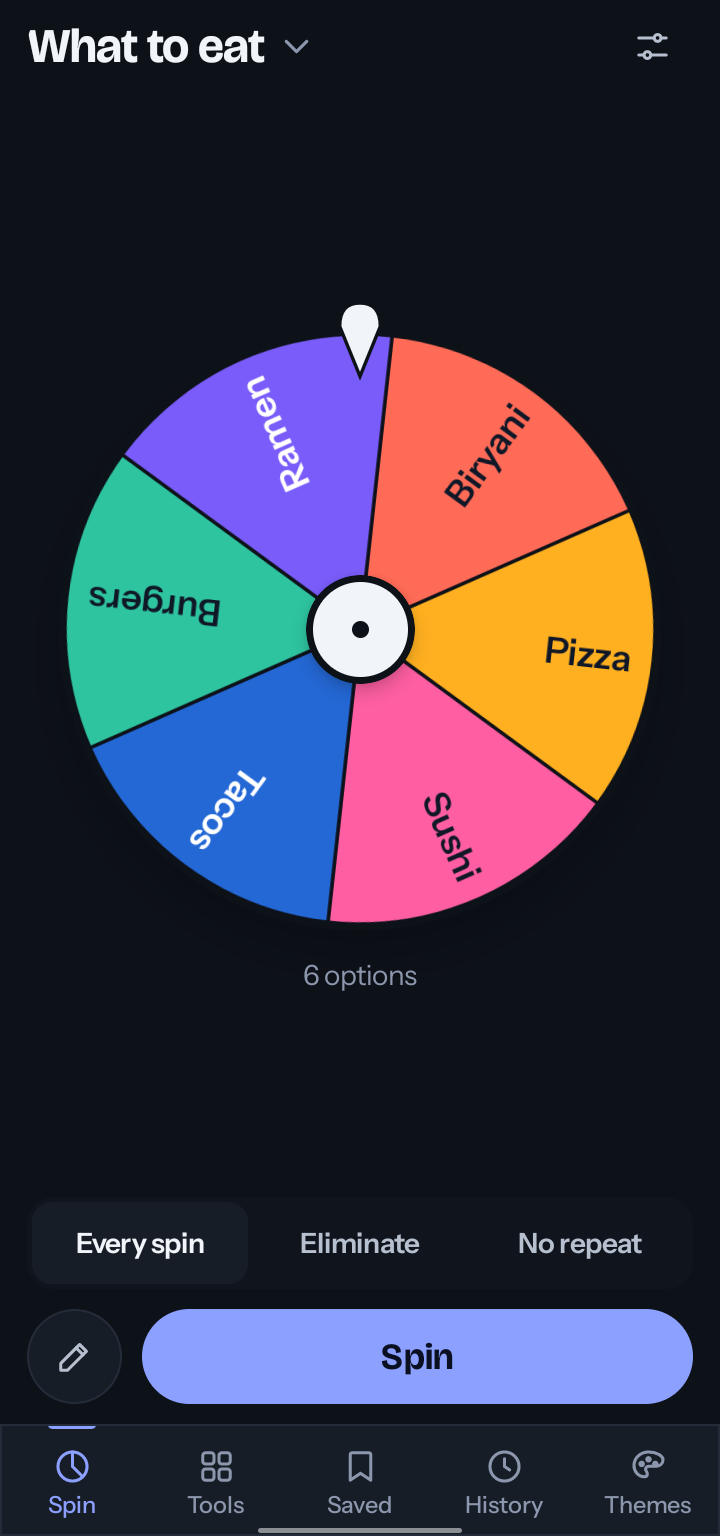 What to eat
Ramen
Biryani
Burgers
Pizza
Tacos
Sushi
6 options
Every spin
Eliminate
No repeat
Spin
Spin
Tools
Saved
History
Themes